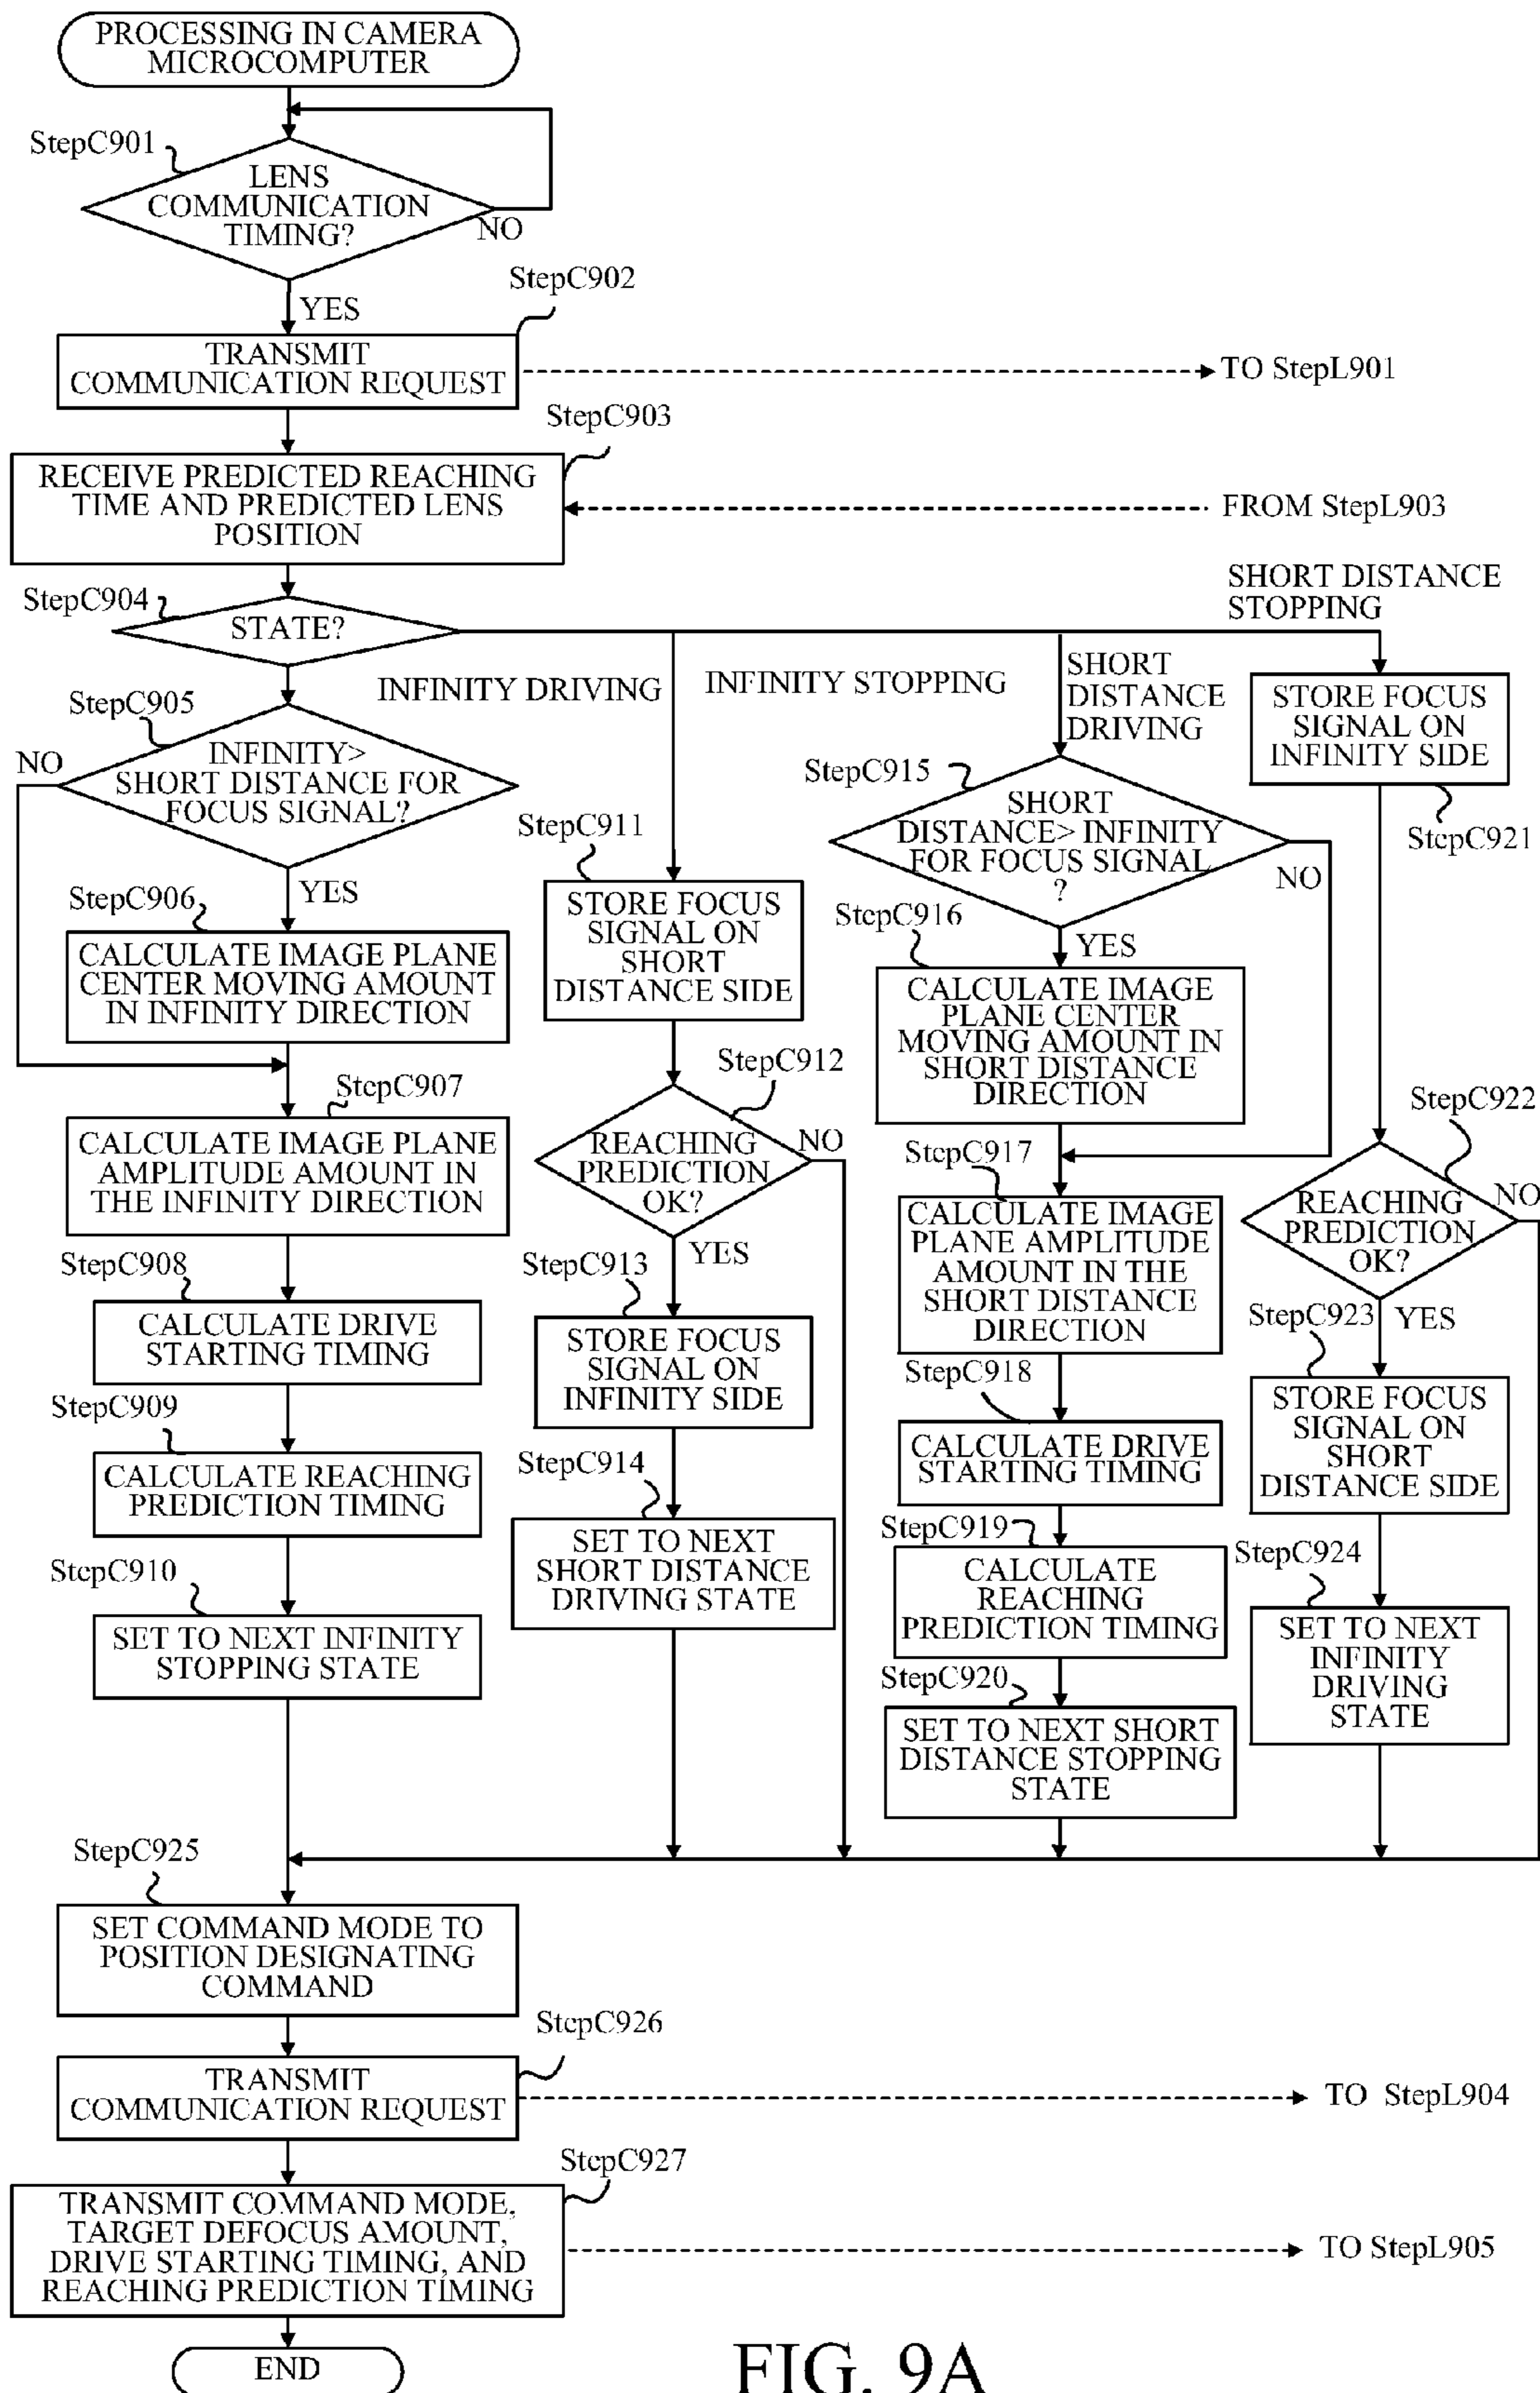 PROCESSING IN CAMERA
MICROCOMPUTER
StepC901
LENS
COMMUNICATION
TIMING?
NO
YES
StepC902
TRANSMIT
COMMUNICATION REQUEST
TO StepL901
StepC903
RECEIVE PREDICTED REACHING
TIME AND PREDICTED LENS
POSITION
FROM StepL903
StepC904
STATE?
INFINITY DRIVING
INFINITY STOPPING
SHORT
DISTANCE
DRIVING
SHORT DISTANCE
STOPPING
StepC905
INFINITY>
SHORT DISTANCE FOR
FOCUS SIGNAL?
NO
YES
StepC906
CALCULATE IMAGE PLANE
CENTER MOVING AMOUNT
IN INFINITY DIRECTION
StepC907
CALCULATE IMAGE PLANE
AMPLITUDE AMOUNT IN
THE INFINITY DIRECTION
StepC908
CALCULATE DRIVE
STARTING TIMING
StepC909
CALCULATE REACHING
PREDICTION TIMING
StepC910
SET TO NEXT INFINITY
STOPPING STATE
StepC911
STORE FOCUS
SIGNAL ON
SHORT
DISTANCE SIDE
StepC912
REACHING
PREDICTION
OK?
NO
YES
StepC913
STORE FOCUS
SIGNAL ON
INFINITY SIDE
StepC914
SET TO NEXT
SHORT DISTANCE
DRIVING STATE
StepC915
SHORT
DISTANCE> INFINITY
FOR FOCUS SIGNAL
?
NO
YES
StepC916
CALCULATE IMAGE
PLANE CENTER
MOVING AMOUNT IN
SHORT DISTANCE
DIRECTION
StepC917
CALCULATE IMAGE
PLANE AMPLITUDE
AMOUNT IN THE
SHORT DISTANCE
DIRECTION
StepC918
CALCULATE DRIVE
STARTING TIMING
StepC919
CALCULATE
REACHING
PREDICTION TIMING
StepC920
SET TO NEXT SHORT
DISTANCE STOPPING
STATE
STORE FOCUS
SIGNAL ON
INFINITY SIDE
StepC921
StepC922
REACHING
PREDICTION
OK?
NO
YES
StepC923
STORE FOCUS
SIGNAL ON
SHORT
DISTANCE SIDE
StepC924
SET TO NEXT
INFINITY
DRIVING
STATE
StepC925
SET COMMAND MODE TO
POSITION DESIGNATING
COMMAND
StepC926
TRANSMIT
COMMUNICATION REQUEST
TO StepL904
StepC927
TRANSMIT COMMAND MODE,
TARGET DEFOCUS AMOUNT,
DRIVE STARTING TIMING, AND
REACHING PREDICTION TIMING
TO StepL905
END
FIG. 9A